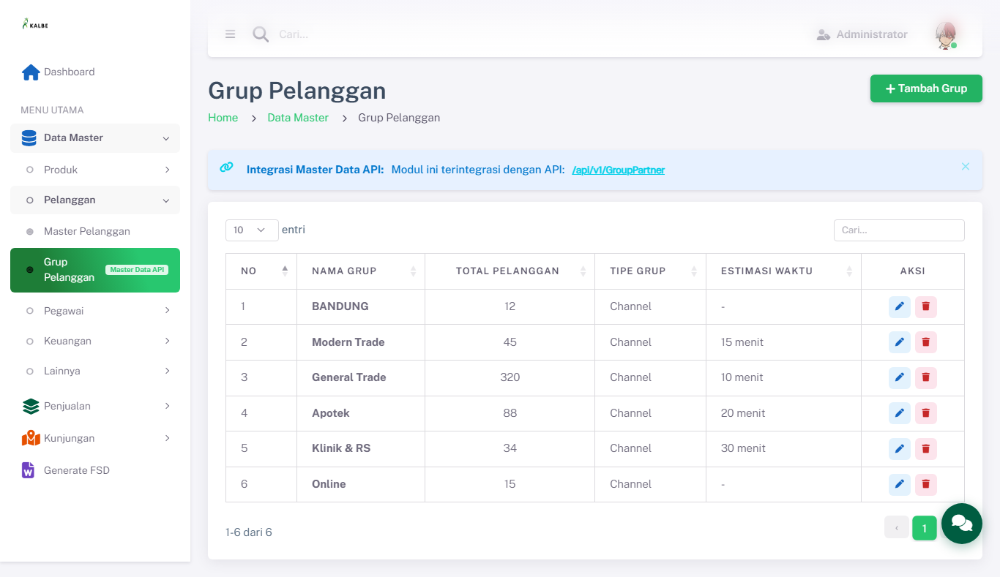 KALBE
Dashboard
MENU UTAMA
Data Master
Produk
Pelanggan
Master Pelanggan
Grup Pelanggan
Master Data API
Pegawai
Keuangan
Lainnya
Penjualan
Kunjungan
Generate FSD
Cari...
Administrator
Grup Pelanggan
Home > Data Master > Grup Pelanggan
+ Tambah Grup
Integrasi Master Data API: Modul ini terintegrasi dengan API: /api/v1/GroupPartner
10 entri
Cari...
NO NAMA GRUP TOTAL PELANGGAN TIPE GRUP ESTIMASI WAKTU AKSI
1 BANDUNG 12 Channel -
2 Modern Trade 45 Channel 15 menit
3 General Trade 320 Channel 10 menit
4 Apotek 88 Channel 20 menit
5 Klinik & RS 34 Channel 30 menit
6 Online 15 Channel -
1-6 dari 6
‹ 1